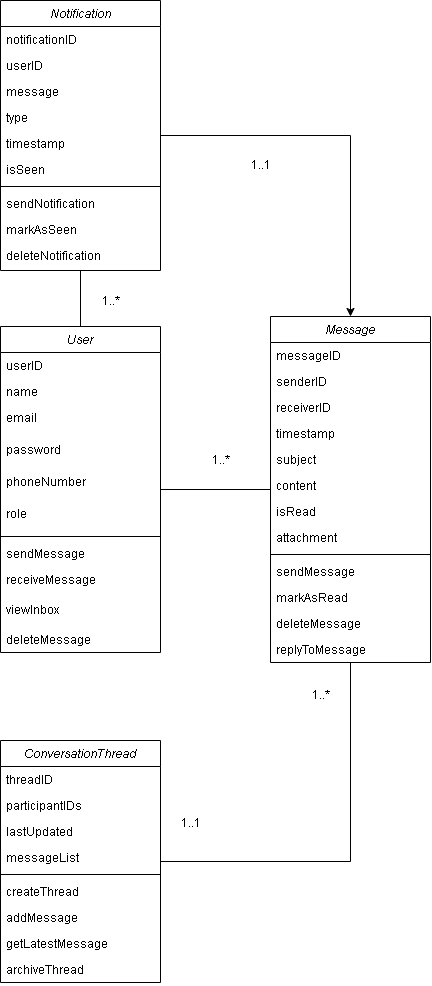 Notification
notificationID
userID
message
type
timestamp
isSeen
sendNotification
markAsSeen
deleteNotification
1..1
1..*
User
userID
name
email
password
phoneNumber
role
sendMessage
receiveMessage
viewInbox
deleteMessage
1..*
Message
messageID
senderID
receiverID
timestamp
subject
content
isRead
attachment
sendMessage
markAsRead
deleteMessage
replyToMessage
1..*
ConversationThread
threadID
participantIDs
lastUpdated
messageList
createThread
addMessage
getLatestMessage
archiveThread
1..1